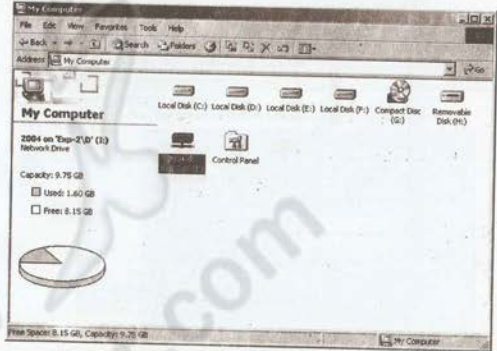 My Computer
File Edit View Favorites Tools Help
Back Search Folders
Address My Computer Go
My Computer
2004 on 'Exp-2\D' (I:)
Network Drive
Capacity: 9.75 GB
Used: 1.60 GB
Free: 8.15 GB
Local Disk (C:) Local Disk (D:) Local Disk (E:) Local Disk (F:) Compact Disc (G:) Removable Disk (H:)
Control Panel
Free Space: 8.15 GB, Capacity: 9.75 GB
My Computer
.com